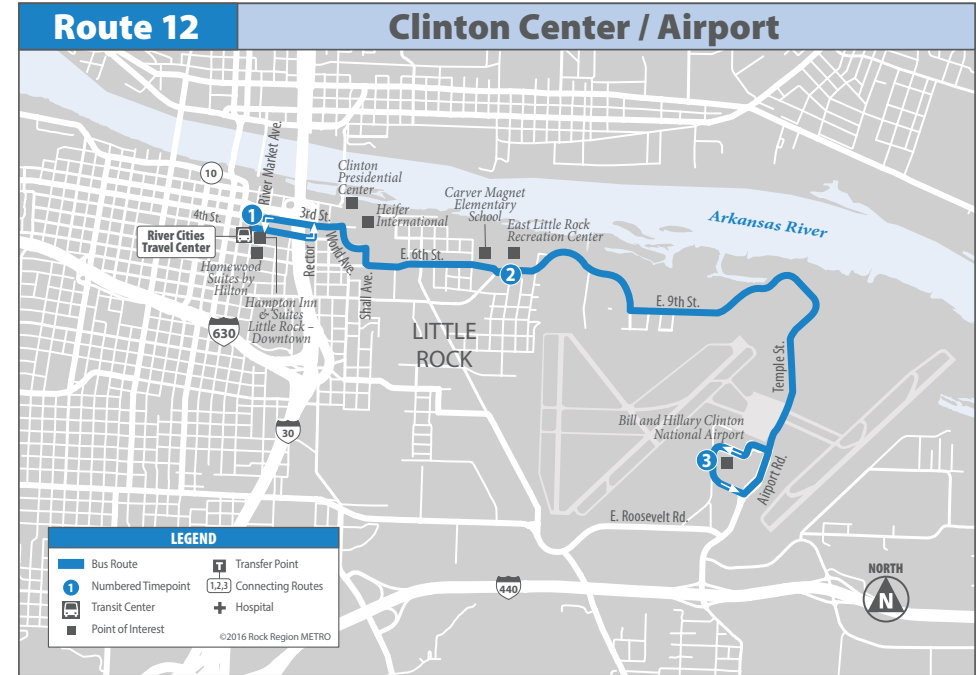 Route 12
Clinton Center / Airport
River Market Ave.
10
4th St.
1
3rd St.
Clinton
Presidential
Center
Heifer
International
Carver Magnet
Elementary
School
East Little Rock
Recreation Center
Arkansas River
River Cities
Travel Center
Rector
World Ave.
Shall Ave.
E. 6th St.
2
Homewood
Suites by
Hilton
Hampton Inn
& Suites
Little Rock –
Downtown
E. 9th St.
630
LITTLE
ROCK
Temple St.
30
Bill and Hillary Clinton
National Airport
3
Airport Rd.
E. Roosevelt Rd.
440
LEGEND
Bus Route
1
Numbered Timepoint
Transit Center
Point of Interest
T
Transfer Point
1,2,3
Connecting Routes
Hospital
©2016 Rock Region METRO
NORTH
N